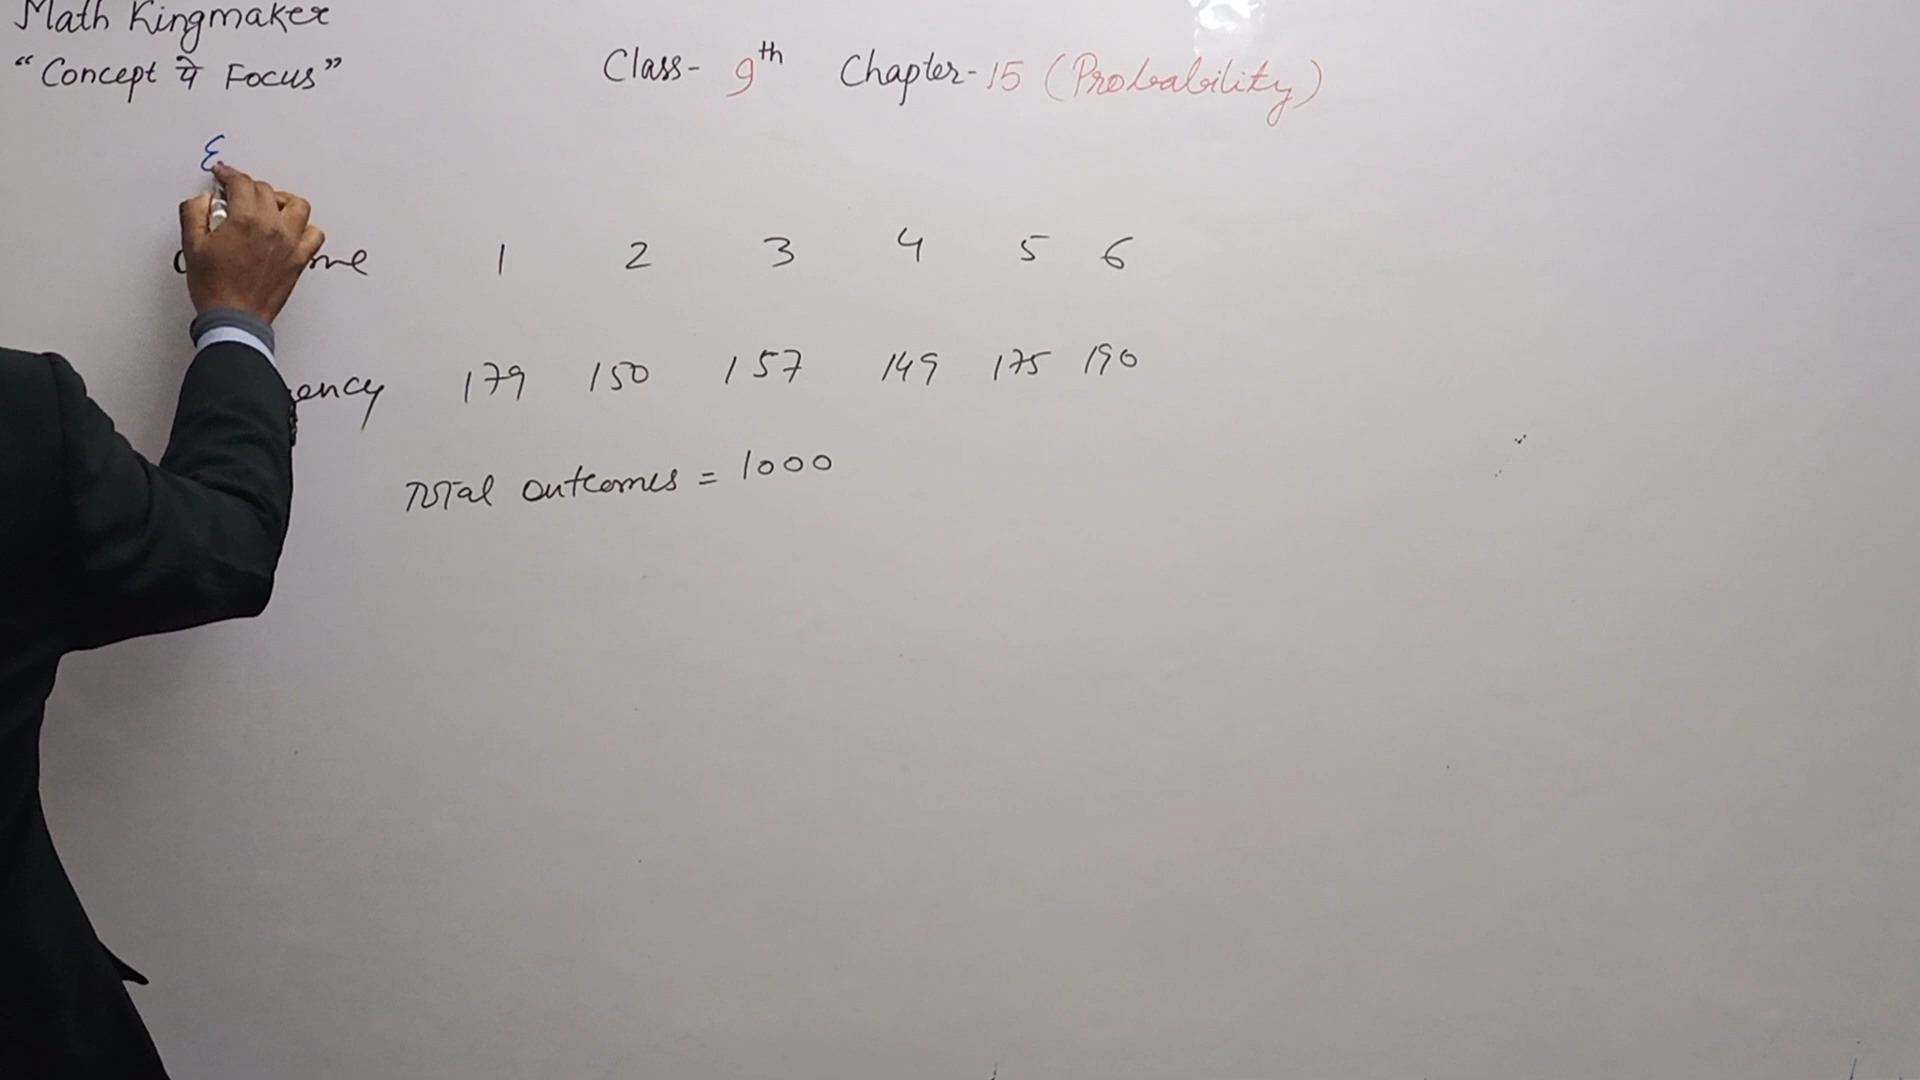 Math Kingmaker
"Concept पे Focus"
Class- 9th Chapter-15 (Probability)
1 2 3 4 5 6
179 150 157 149 175 190
Total outcomes = 1000